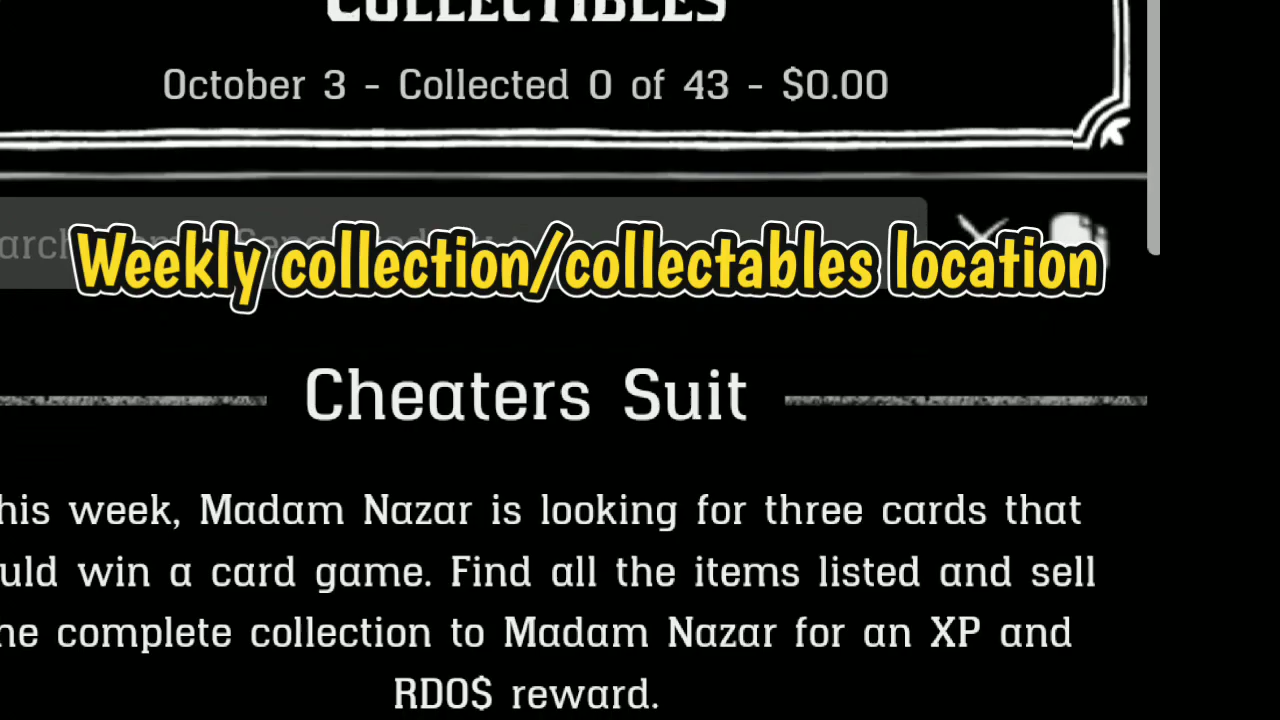 COLLECTIBLES
October 3 - Collected 0 of 43 - $0.00
Weekly collection/collectables location
Cheaters Suit
his week, Madam Nazar is looking for three cards that
uld win a card game. Find all the items listed and sell
he complete collection to Madam Nazar for an XP and
RDO$ reward.